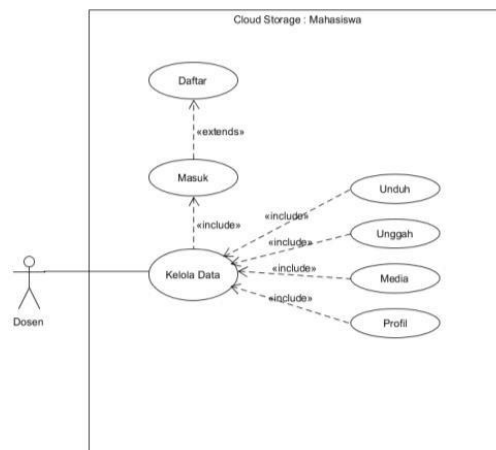 Cloud Storage : Mahasiswa
Daftar
«extends»
Masuk
«include»
Unduh
«include»
Unggah
«include»
Kelola Data
«include»
Media
«include»
Profil
Dosen